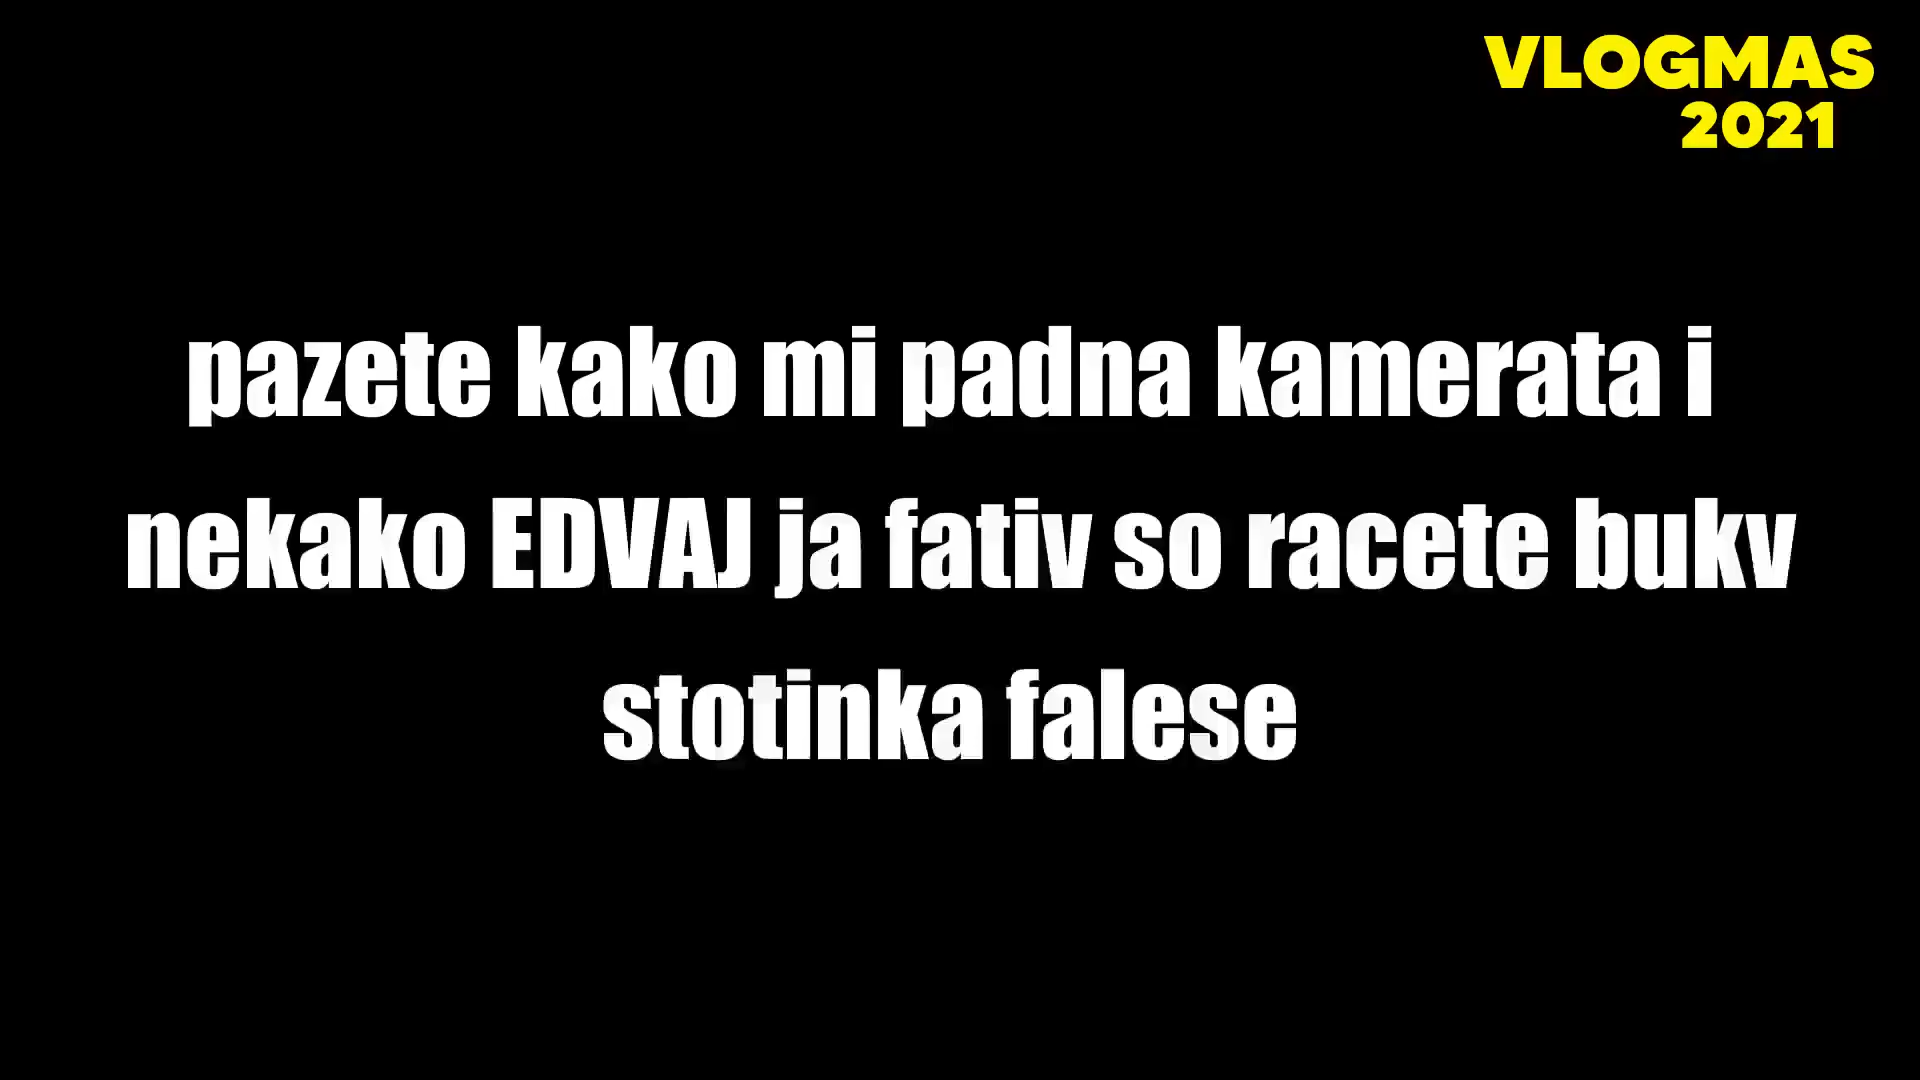 VLOGMAS
2021
pazete kako mi padna kamerata i
nekako EDVAJ ja fativ so racete bukv
stotinka falese